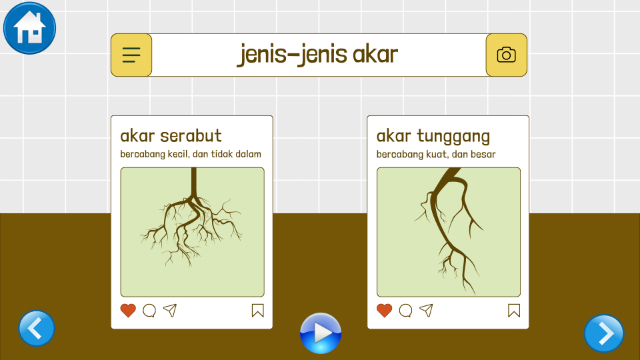 jenis-jenis akar
akar serabut
bercabang kecil, dan tidak dalam
akar tunggang
bercabang kuat, dan besar